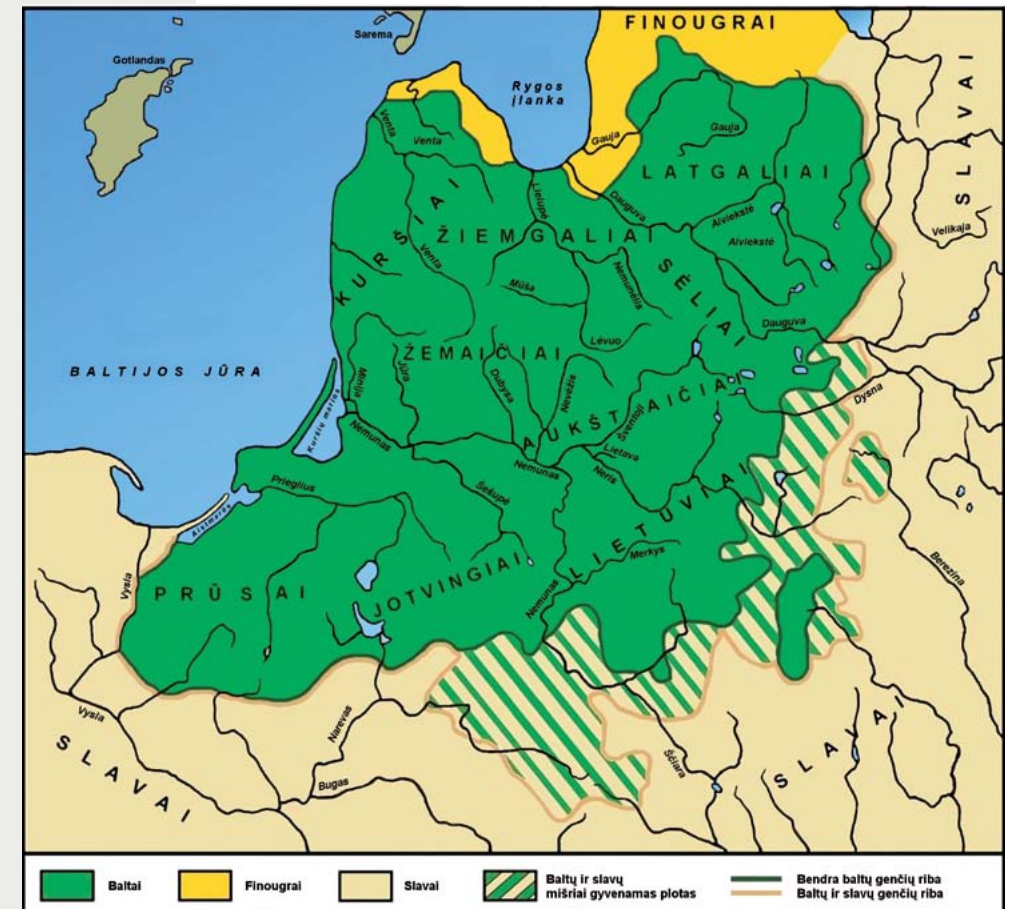 FINOUGRAI
Sarema
Gotlandas
Rygos
įlanka
SLAVAI
Venta
Venta
Gauja
Gauja
LATGALIAI
Lielupė
Dauguva
Aiviekstė
Aiviekstė
Velikaja
KURŠIAI
ŽIEMGALIAI
Venta
Mūša
Nemunėlis
SĖLIAI
Dauguva
Lėvuo
BALTIJOS JŪRA
ŽEMAIČIAI
Minija
Jūra
Dubysa
Nevėžis
Dysna
Kuršių marios
AUKŠTAIČIAI
Šventoji
Nemunas
Lietava
Nemunas
Neris
Prieglius
Šešupė
Aistmarės
LIETUVIAI
Merkys
Berezina
Vysla
PRŪSAI
JOTVINGIAI
Nemunas
Vysla
Narevas
SLAVAI
SLAVAI
Ščiara
Bugas
Baltai
Finougrai
Slavai
Baltų ir slavų
mišriai gyvenamas plotas
Bendra baltų genčių riba
Baltų ir slavų genčių riba